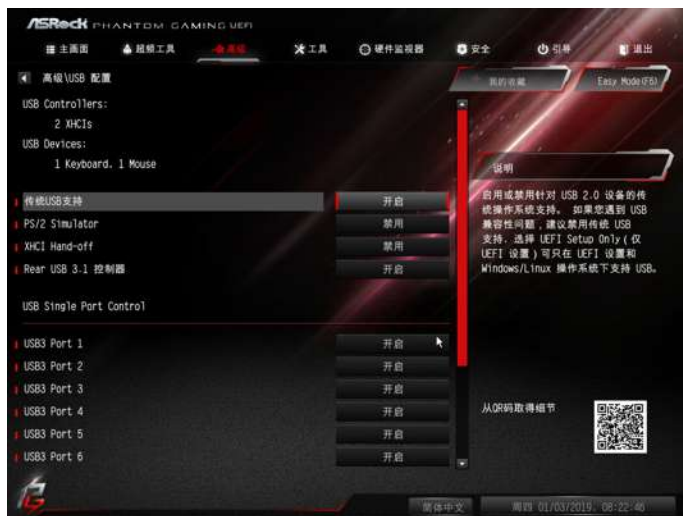 ASRock PHANTOM GAMING UEFI
主画面 超频工具 高级 工具 硬件监视器 安全 引导 退出
高级\USB 配置
我的收藏 Easy Mode(F6)
USB Controllers:
2 XHCIs
USB Devices:
1 Keyboard, 1 Mouse
传统USB支持 开启
PS/2 Simulator 禁用
XHCI Hand-off 禁用
Rear USB 3.1 控制器 开启
USB Single Port Control
USB3 Port 1 开启
USB3 Port 2 开启
USB3 Port 3 开启
USB3 Port 4 开启
USB3 Port 5 开启
USB3 Port 6 开启
说明
启用或禁用针对 USB 2.0 设备的传
统操作系统支持。 如果您遇到 USB
兼容性问题，建议禁用传统 USB
支持. 选择 UEFI Setup Only ( 仅
UEFI 设置 ) 可只在 UEFI 设置和
Windows/Linux 操作系统下支持 USB。
从QR码取得细节
简体中文 周四 01/03/2019, 08:22:46